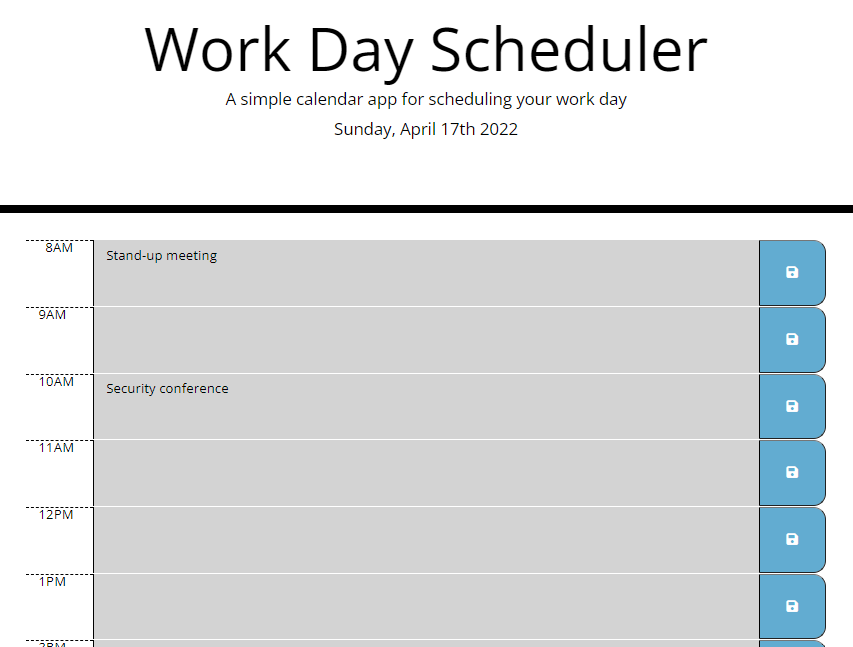 Work Day Scheduler
A simple calendar app for scheduling your work day
Sunday, April 17th 2022
8AM
Stand-up meeting
9AM
10AM
Security conference
11AM
12PM
1PM
2PM